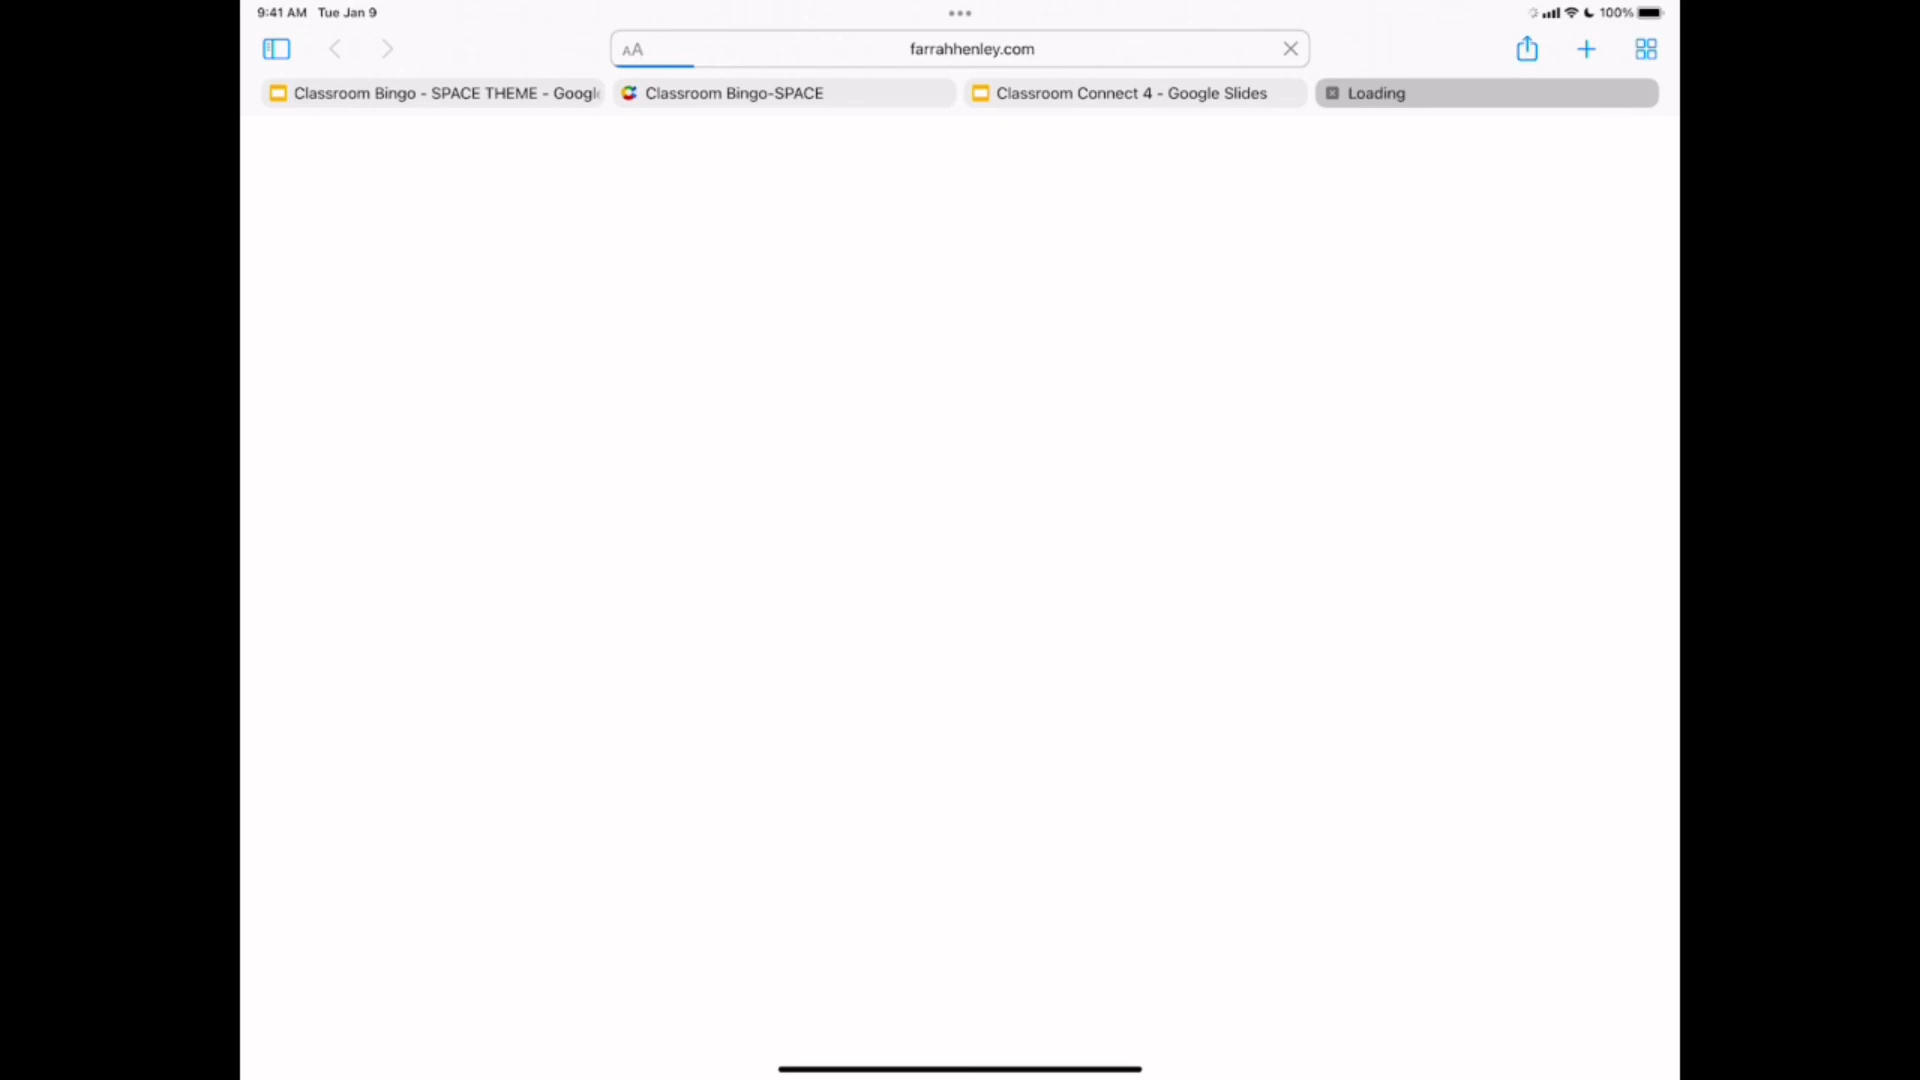 9:41 AM Tue Jan 9 100%
AA farrahhenley.com
Classroom Bingo - SPACE THEME - Googl Classroom Bingo-SPACE Classroom Connect 4 - Google Slides Loading